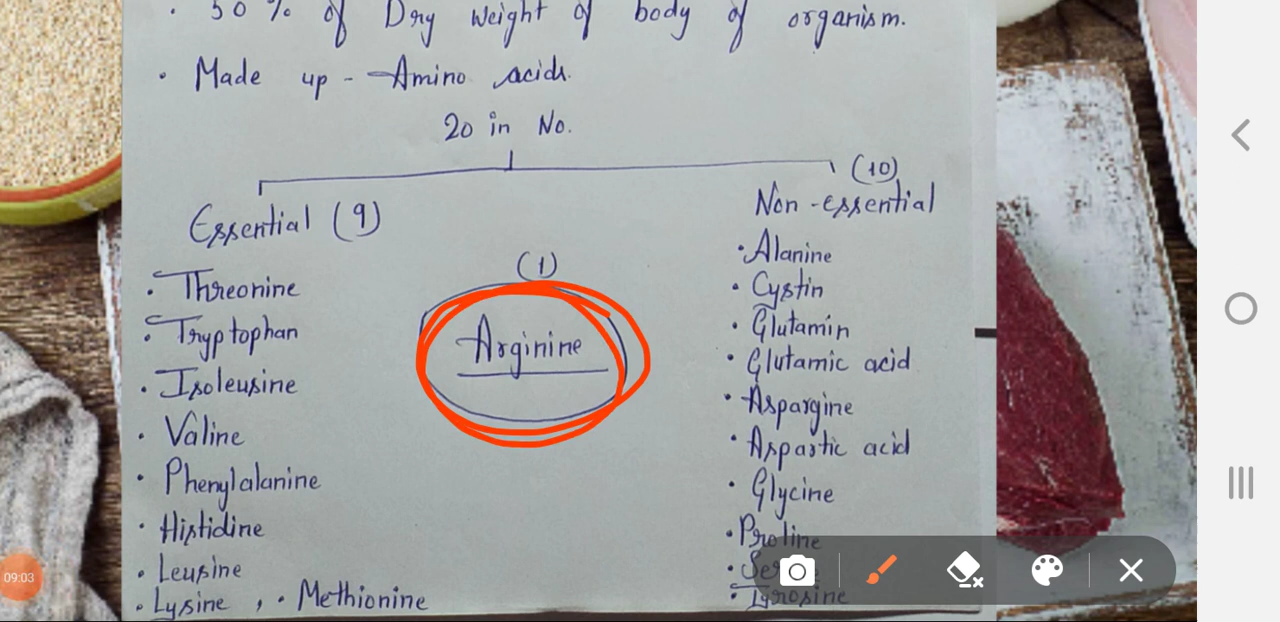 · 50% of Dry Weight of body of organism.
· Made up - Amino acids.
20 in No.
Essential (9)
· Threonine
· Tryptophan
· Isoleusine
· Valine
· Phenylalanine
· Histidine
· Leusine
· Lysine , · Methionine
(1)
Arginine
(10)
Non-essential
· Alanine
· Cystin
· Glutamin
· Glutamic acid
· Aspargine
· Aspartic acid
· Glycine
· Proline
· Tyrosine
09:03